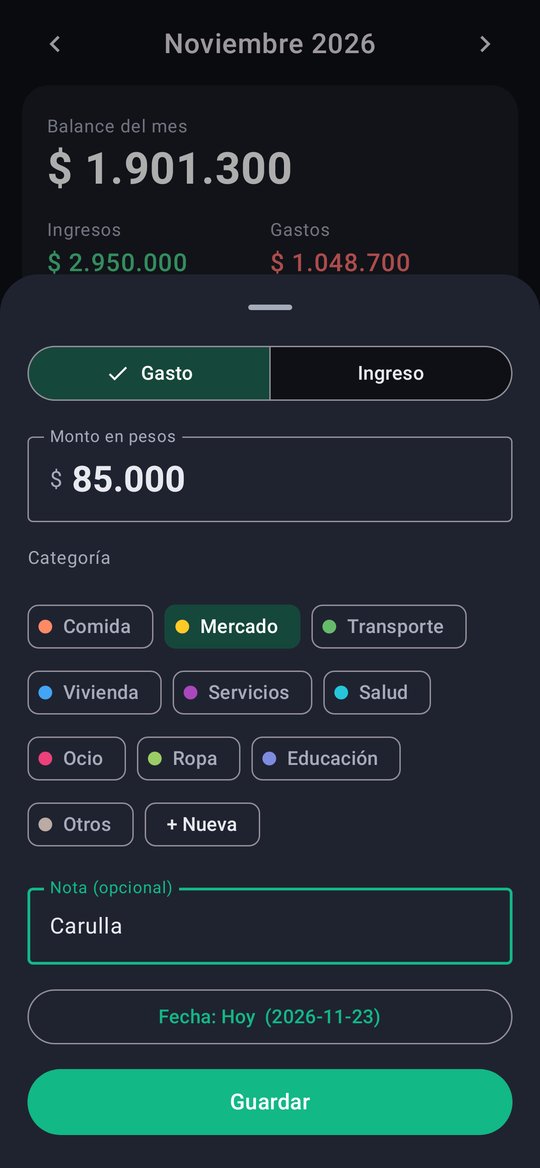 Noviembre 2026
Balance del mes
$ 1.901.300
Ingresos Gastos
$ 2.950.000 $ 1.048.700
Gasto Ingreso
Monto en pesos
$ 85.000
Categoría
Comida Mercado Transporte
Vivienda Servicios Salud
Ocio Ropa Educación
Otros + Nueva
Nota (opcional)
Carulla
Fecha: Hoy (2026-11-23)
Guardar